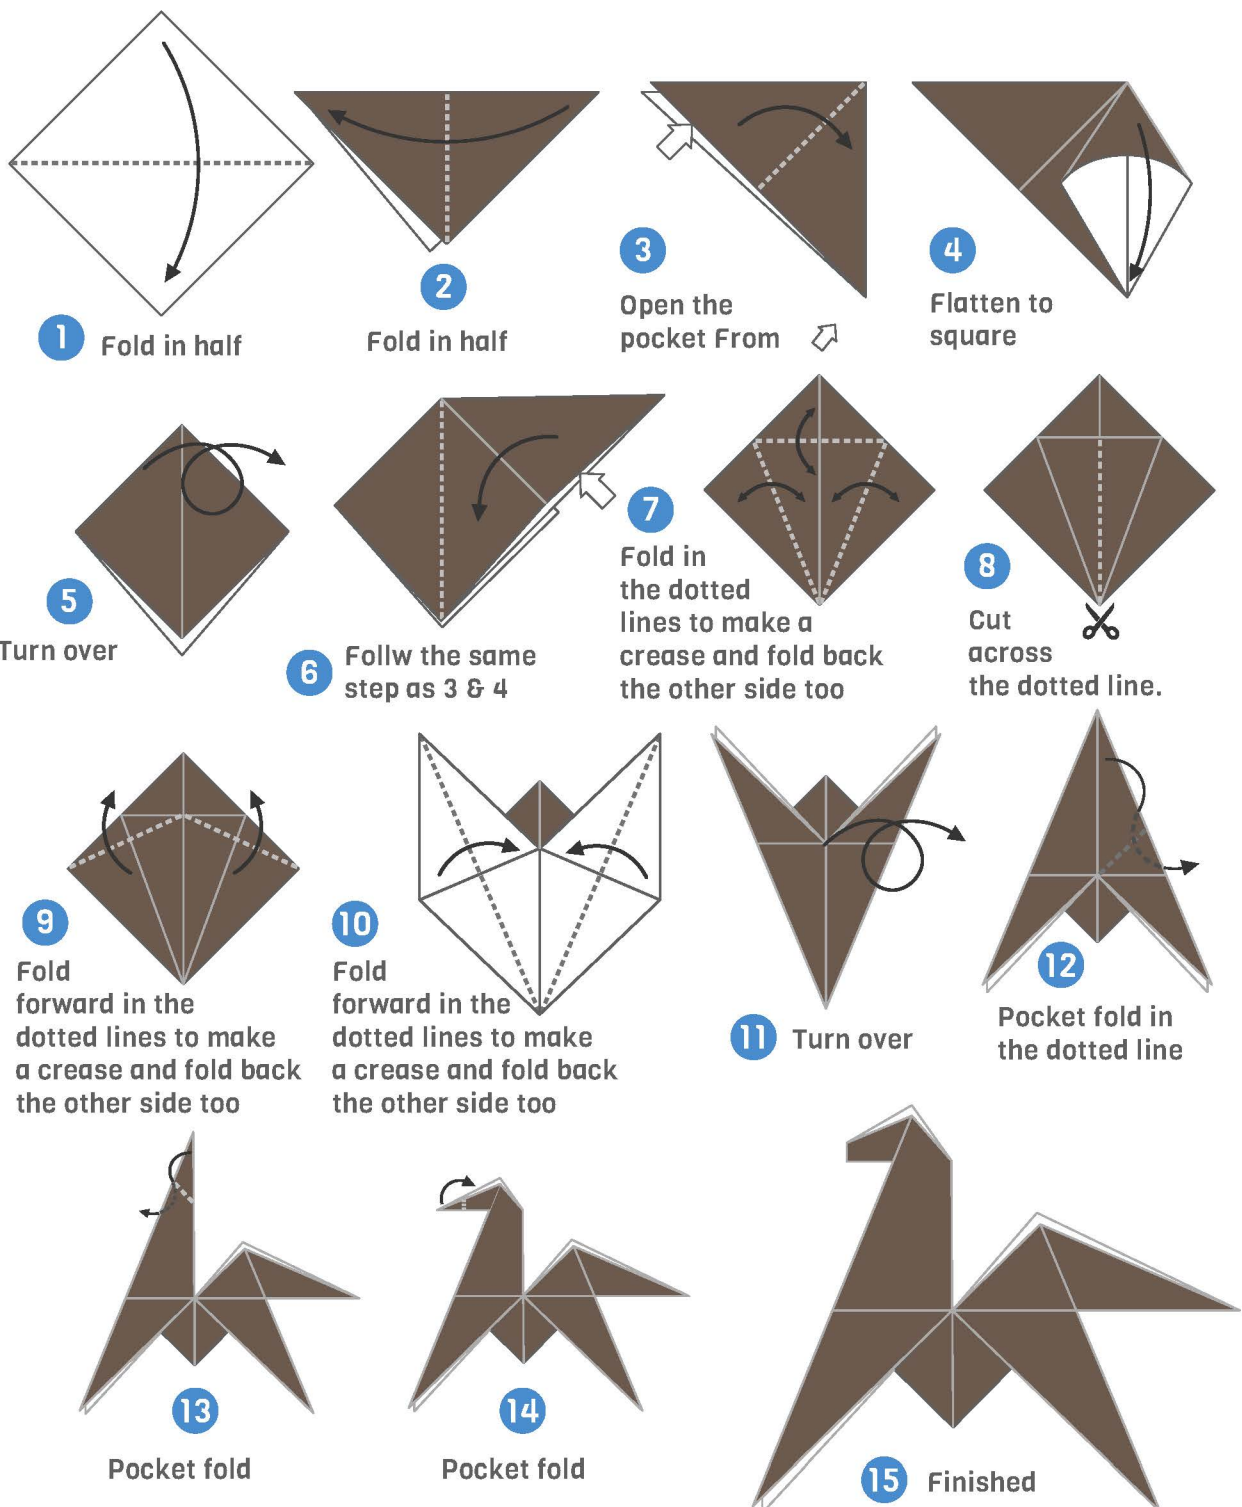 1 Fold in half
2
Fold in half
3
Open the
pocket From
4
Flatten to
square
5
Turn over
6 Follw the same
step as 3 & 4
7
Fold in
the dotted
lines to make a
crease and fold back
the other side too
8
Cut
across
the dotted line.
9
Fold
forward in the
dotted lines to make
a crease and fold back
the other side too
10
Fold
forward in the
dotted lines to make
a crease and fold back
the other side too
11 Turn over
12
Pocket fold in
the dotted line
13
Pocket fold
14
Pocket fold
15 Finished